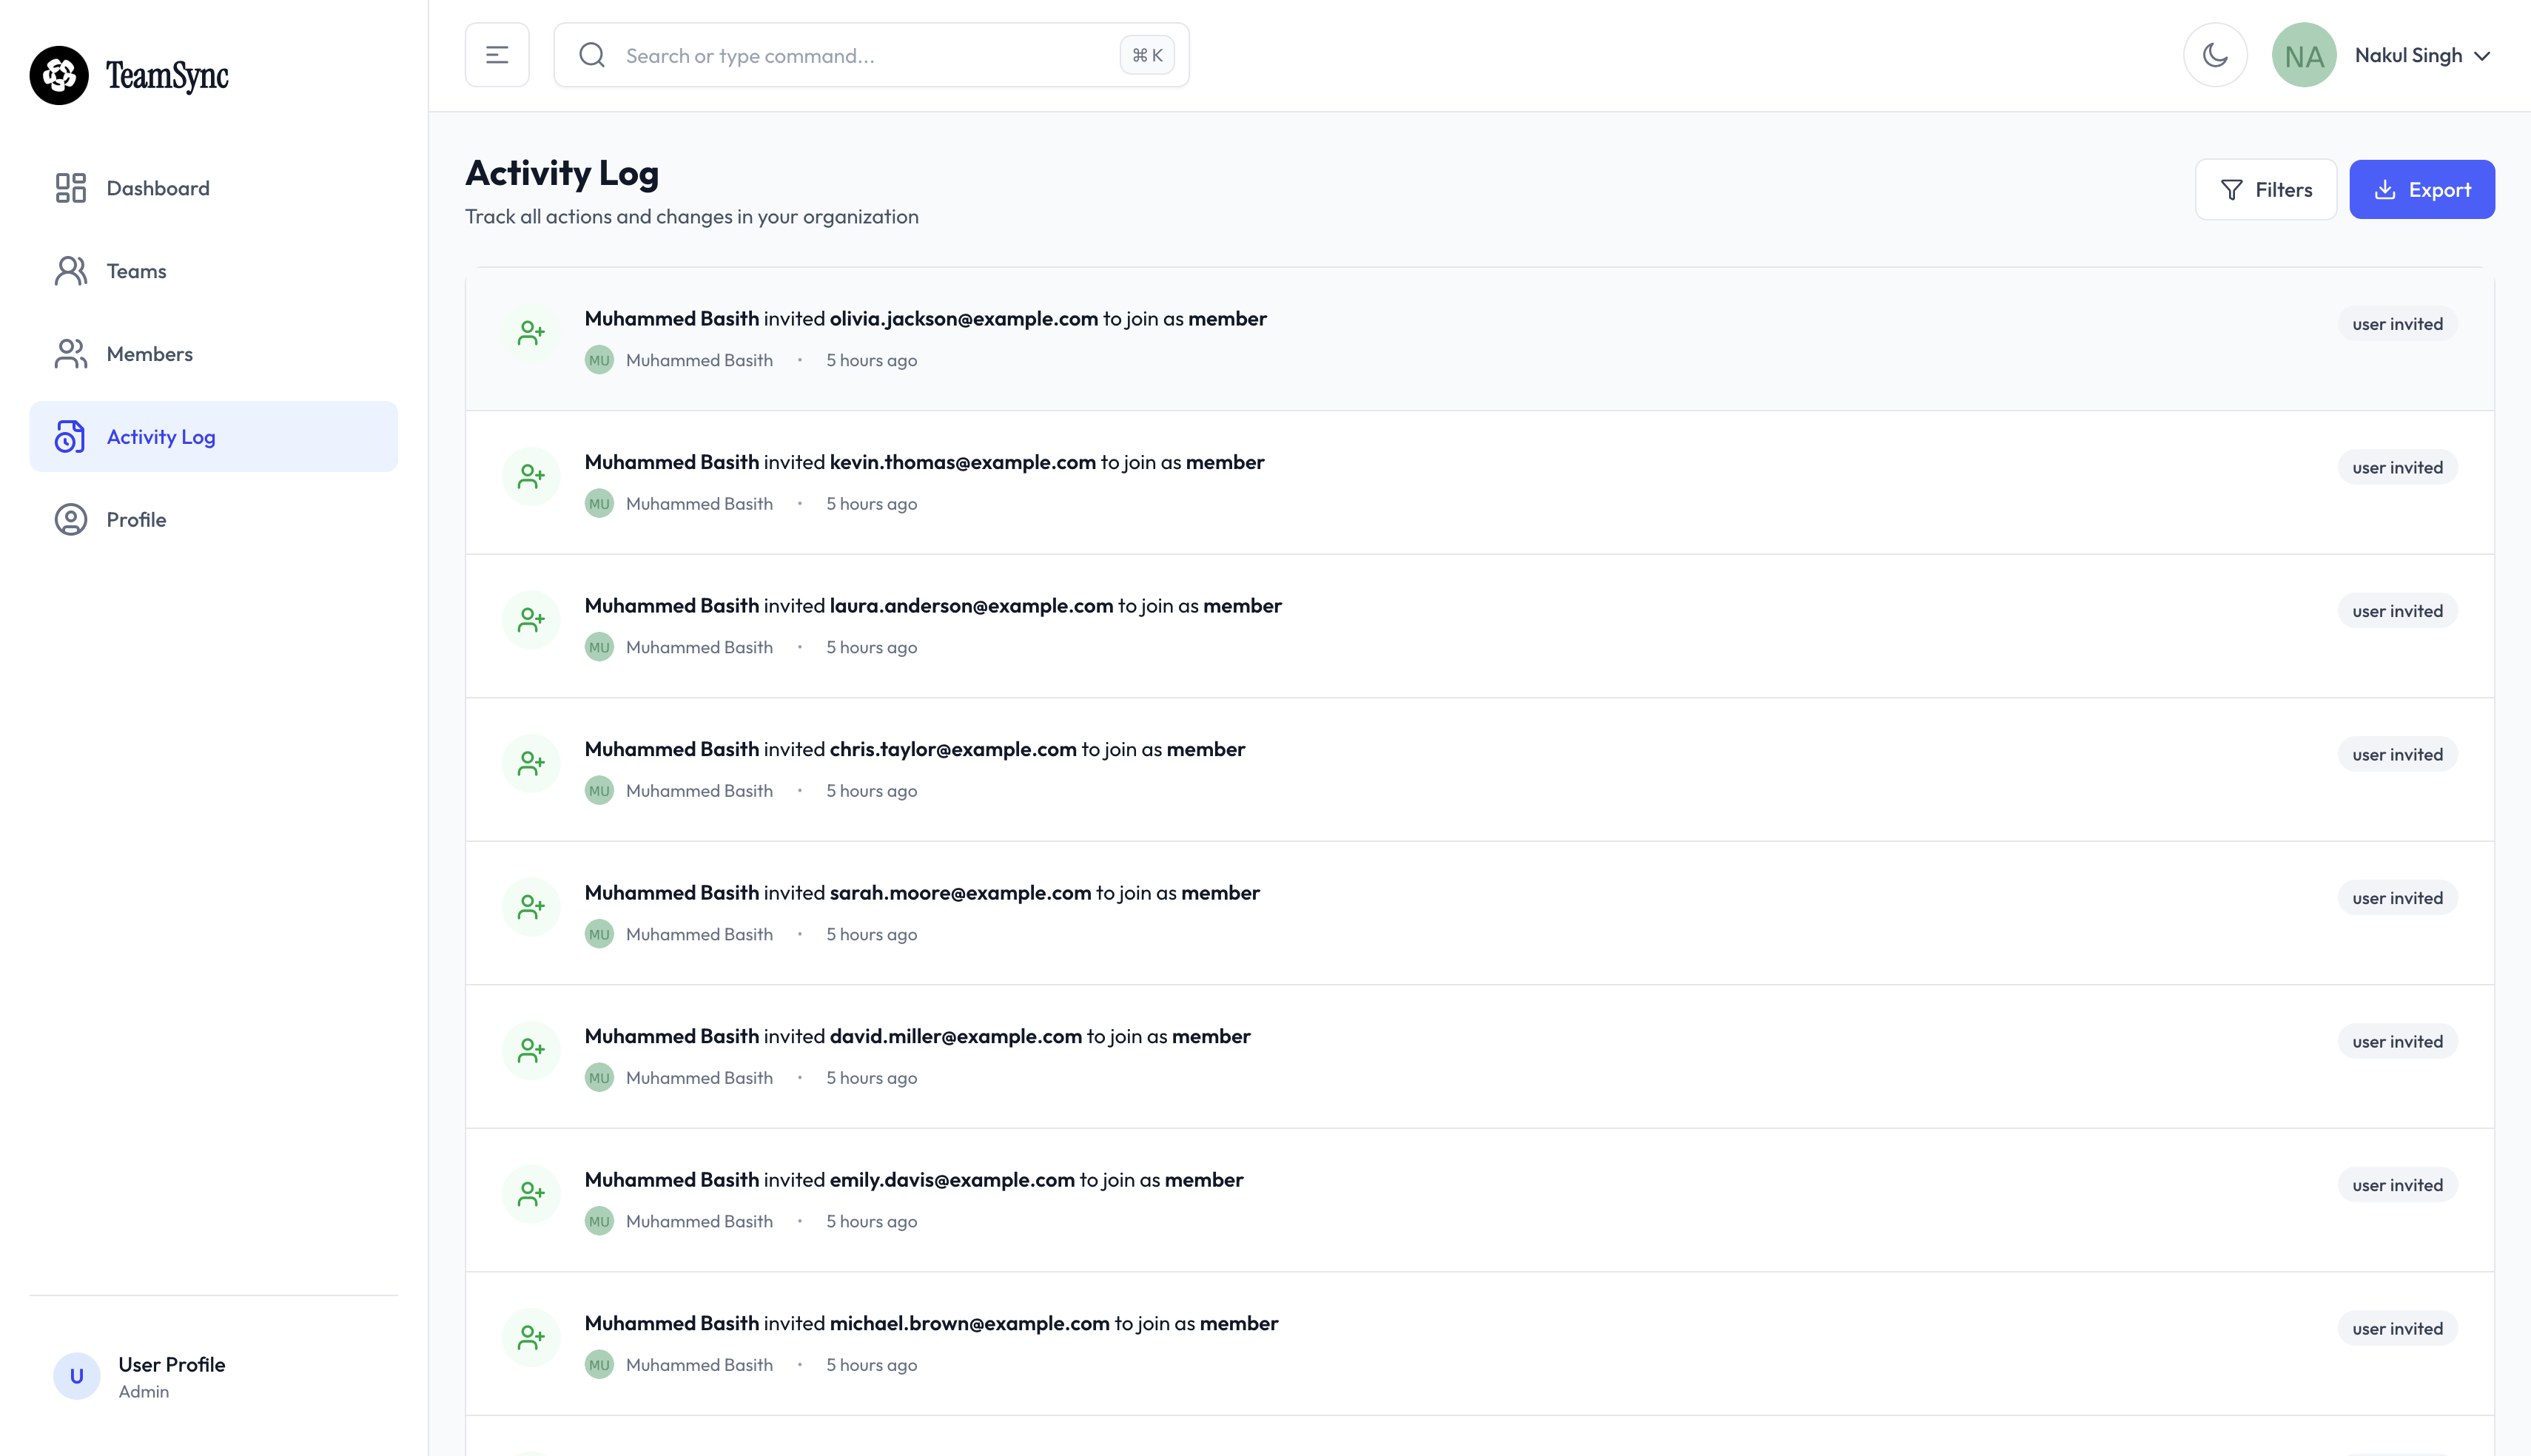 TeamSync
Dashboard
Teams
Members
Activity Log
Profile
User Profile
U
Admin
Search or type command...
⌘ K
NA
Nakul Singh
Activity Log
Track all actions and changes in your organization
Filters
Export
Muhammed Basith invited olivia.jackson@example.com to join as member
user invited
MU Muhammed Basith • 5 hours ago
Muhammed Basith invited kevin.thomas@example.com to join as member
user invited
MU Muhammed Basith • 5 hours ago
Muhammed Basith invited laura.anderson@example.com to join as member
user invited
MU Muhammed Basith • 5 hours ago
Muhammed Basith invited chris.taylor@example.com to join as member
user invited
MU Muhammed Basith • 5 hours ago
Muhammed Basith invited sarah.moore@example.com to join as member
user invited
MU Muhammed Basith • 5 hours ago
Muhammed Basith invited david.miller@example.com to join as member
user invited
MU Muhammed Basith • 5 hours ago
Muhammed Basith invited emily.davis@example.com to join as member
user invited
MU Muhammed Basith • 5 hours ago
Muhammed Basith invited michael.brown@example.com to join as member
user invited
MU Muhammed Basith • 5 hours ago